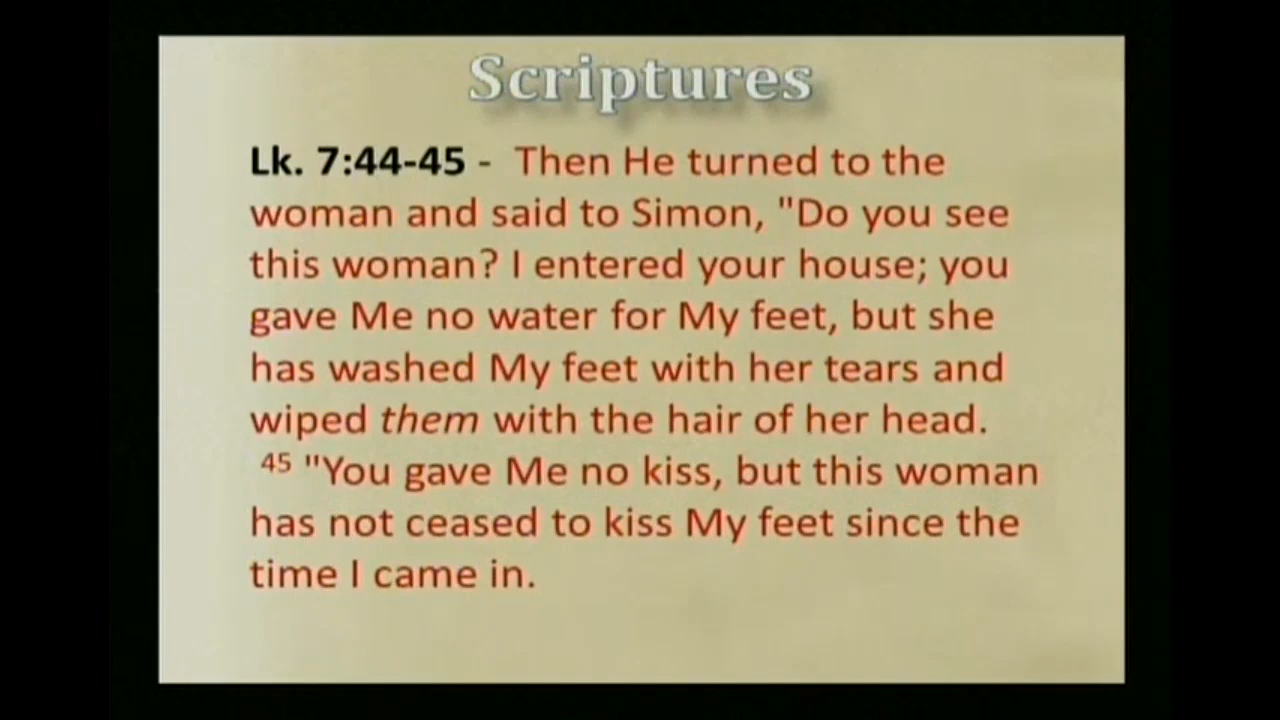 Scriptures
Lk. 7:44-45 - Then He turned to the
woman and said to Simon, "Do you see
this woman? I entered your house; you
gave Me no water for My feet, but she
has washed My feet with her tears and
wiped them with the hair of her head.
45 "You gave Me no kiss, but this woman
has not ceased to kiss My feet since the
time I came in.